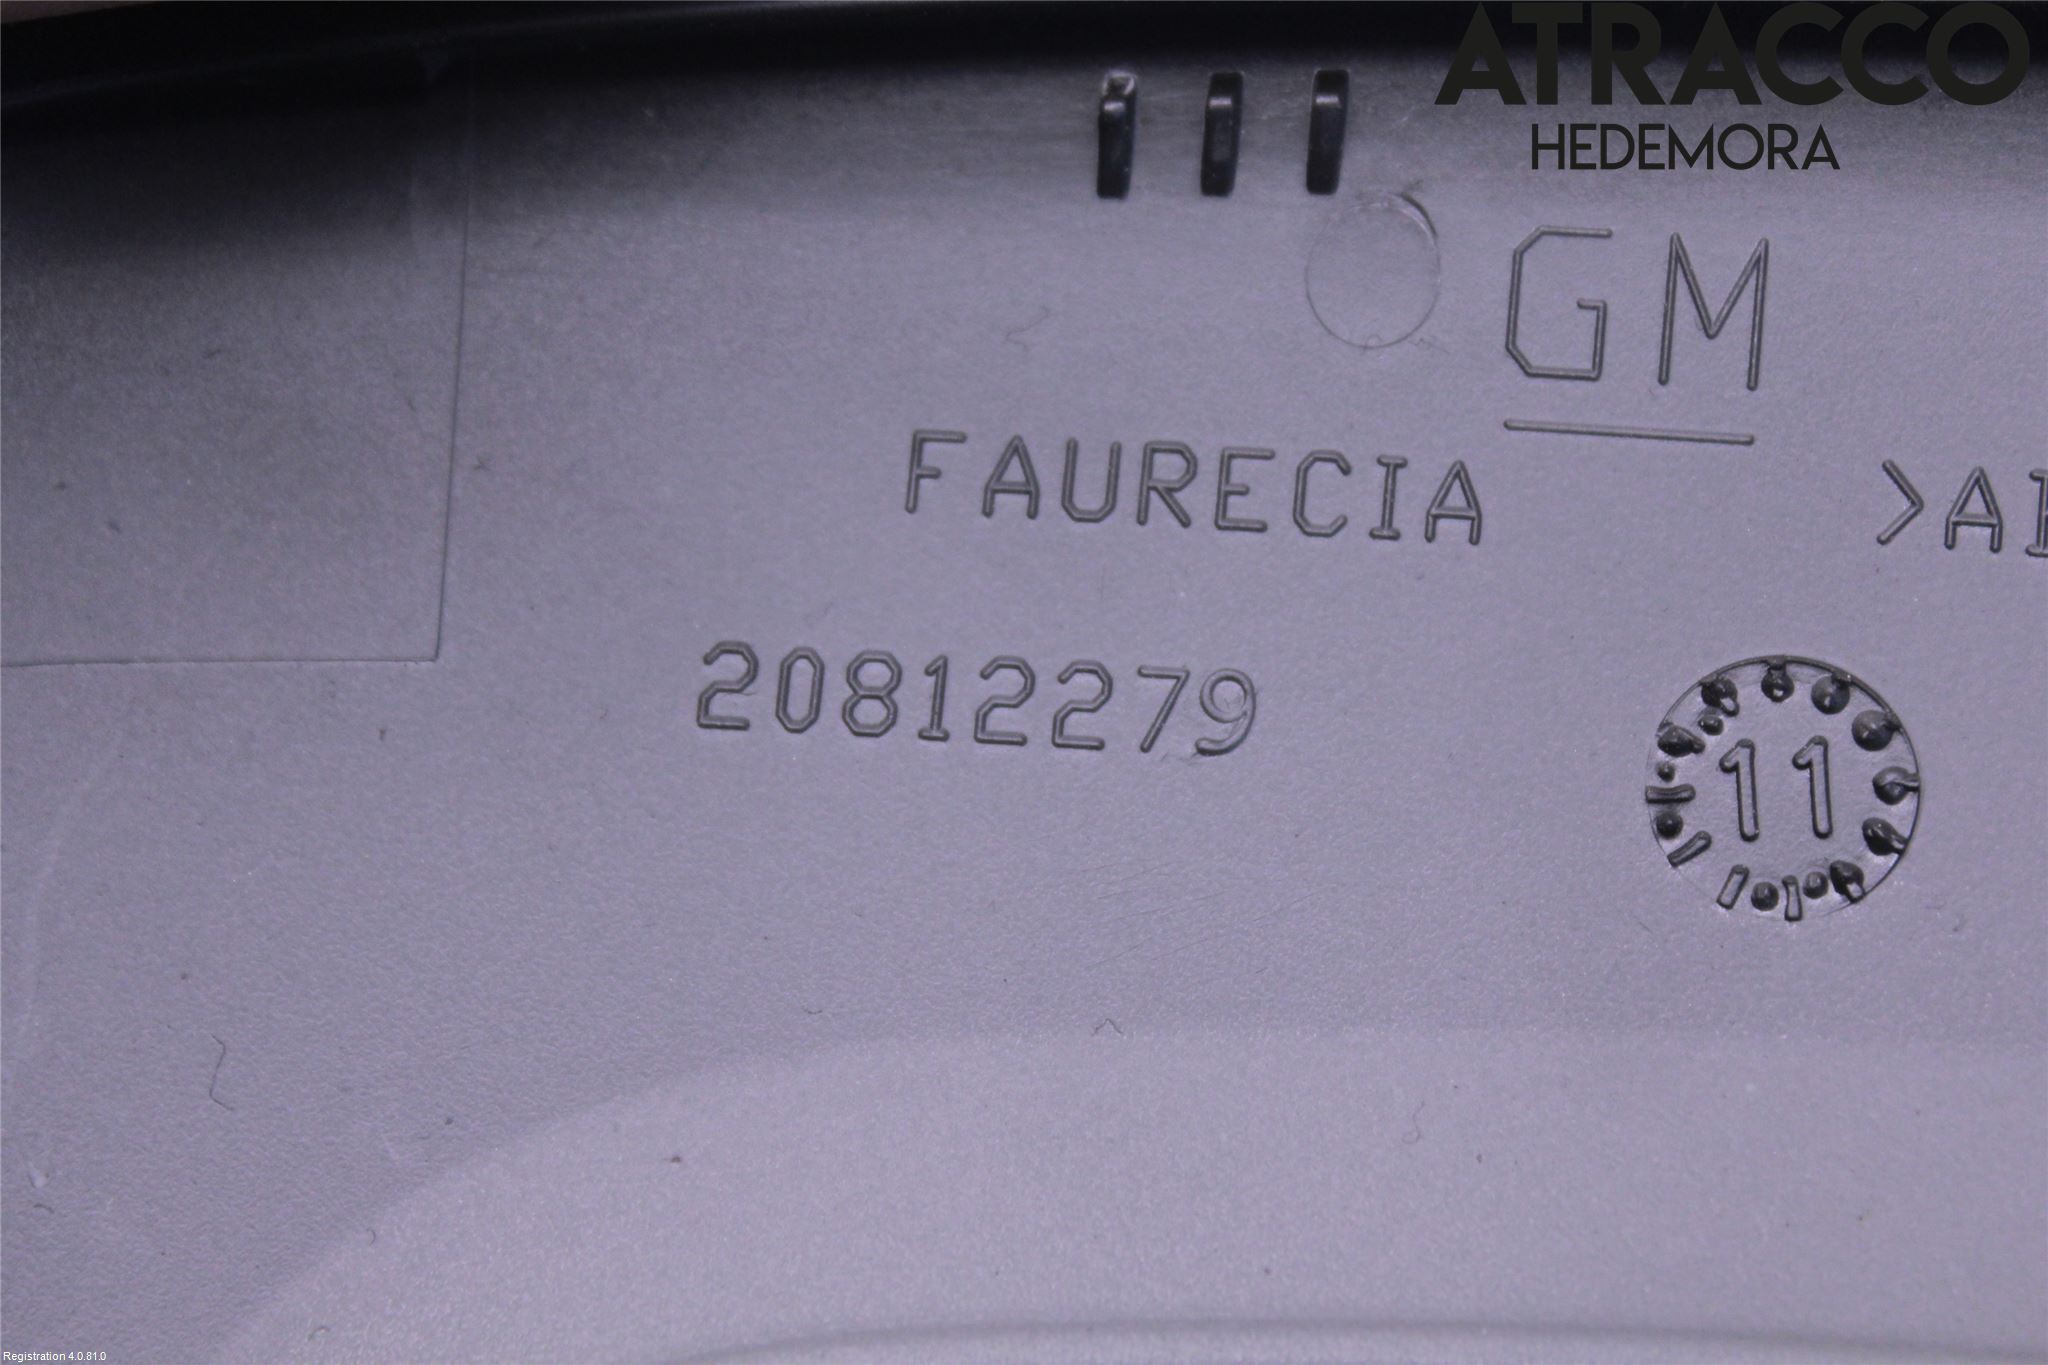 ATRACCO
HEDEMORA
GM
FAURECIA
20812279
11
Registration 4.0.81.0